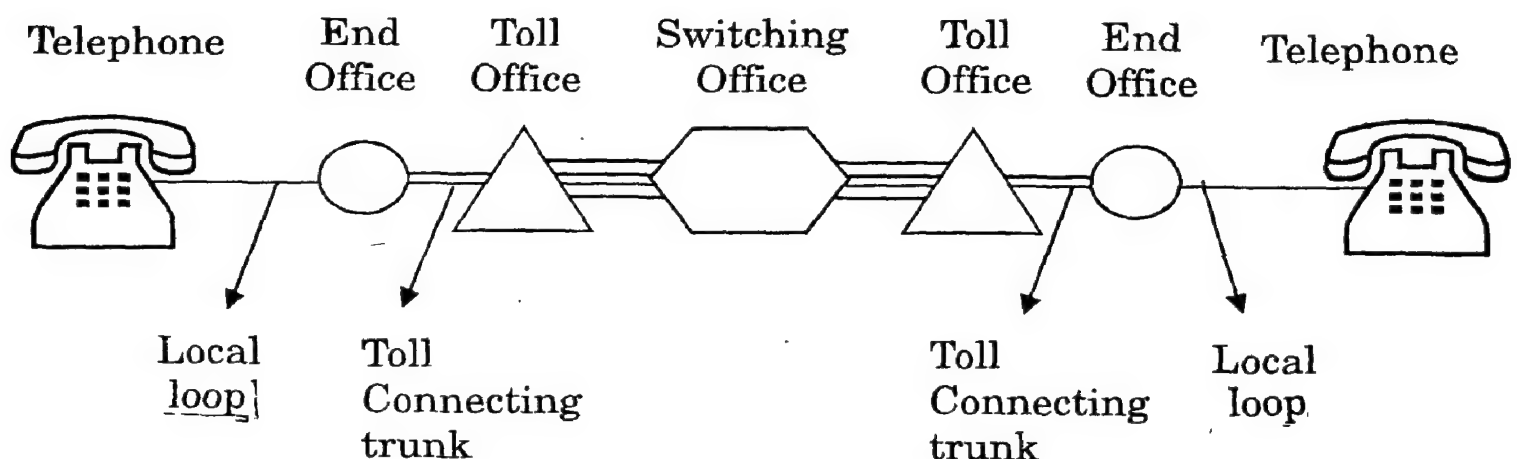 Telephone
End
Office
Toll
Office
Switching
Office
Toll
Office
End
Office
Telephone
Local
loop
Toll
Connecting
trunk
Toll
Connecting
trunk
Local
loop